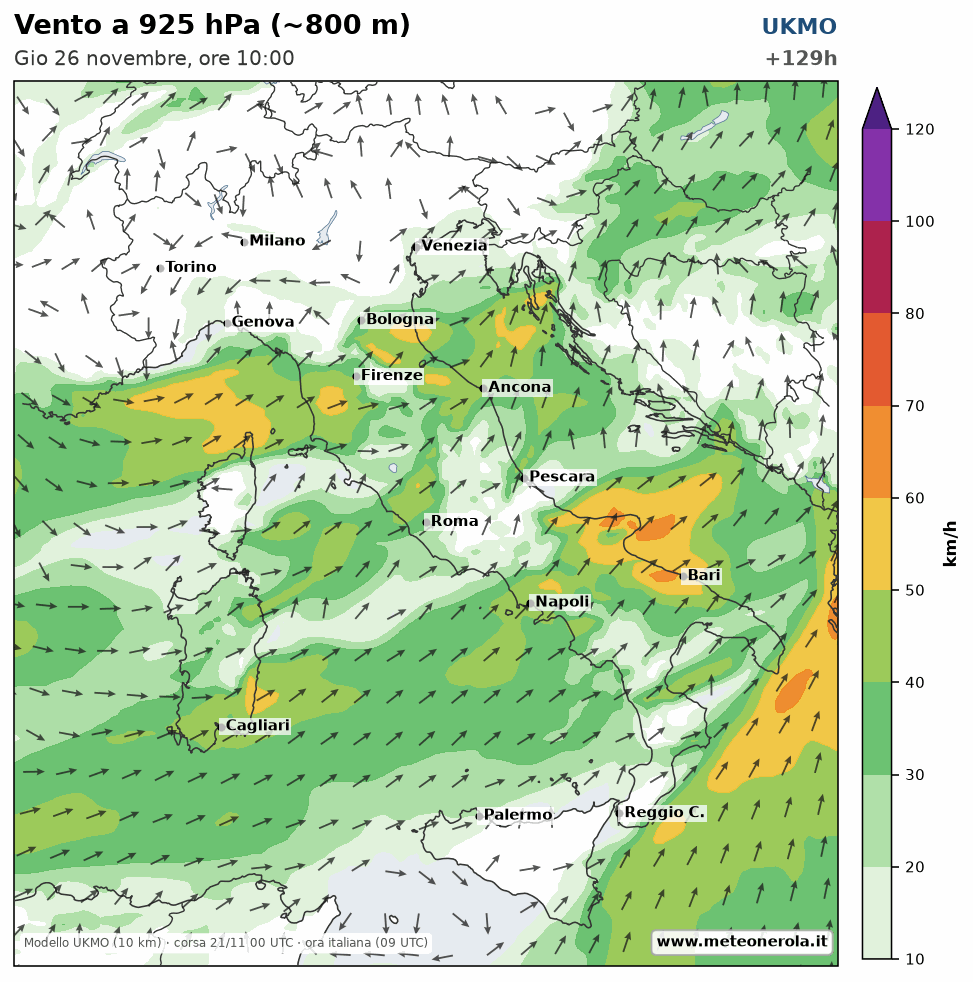 Vento a 925 hPa (~800 m)
UKMO
Gio 26 novembre, ore 10:00
+129h
120
100
80
70
60
50
40
30
20
10
km/h
Milano
Venezia
Torino
Genova
Bologna
Firenze
Ancona
Pescara
Roma
Bari
Napoli
Cagliari
Palermo
Reggio C.
Modello UKMO (10 km) · corsa 21/11 00 UTC · ora italiana (09 UTC)
www.meteonerola.it